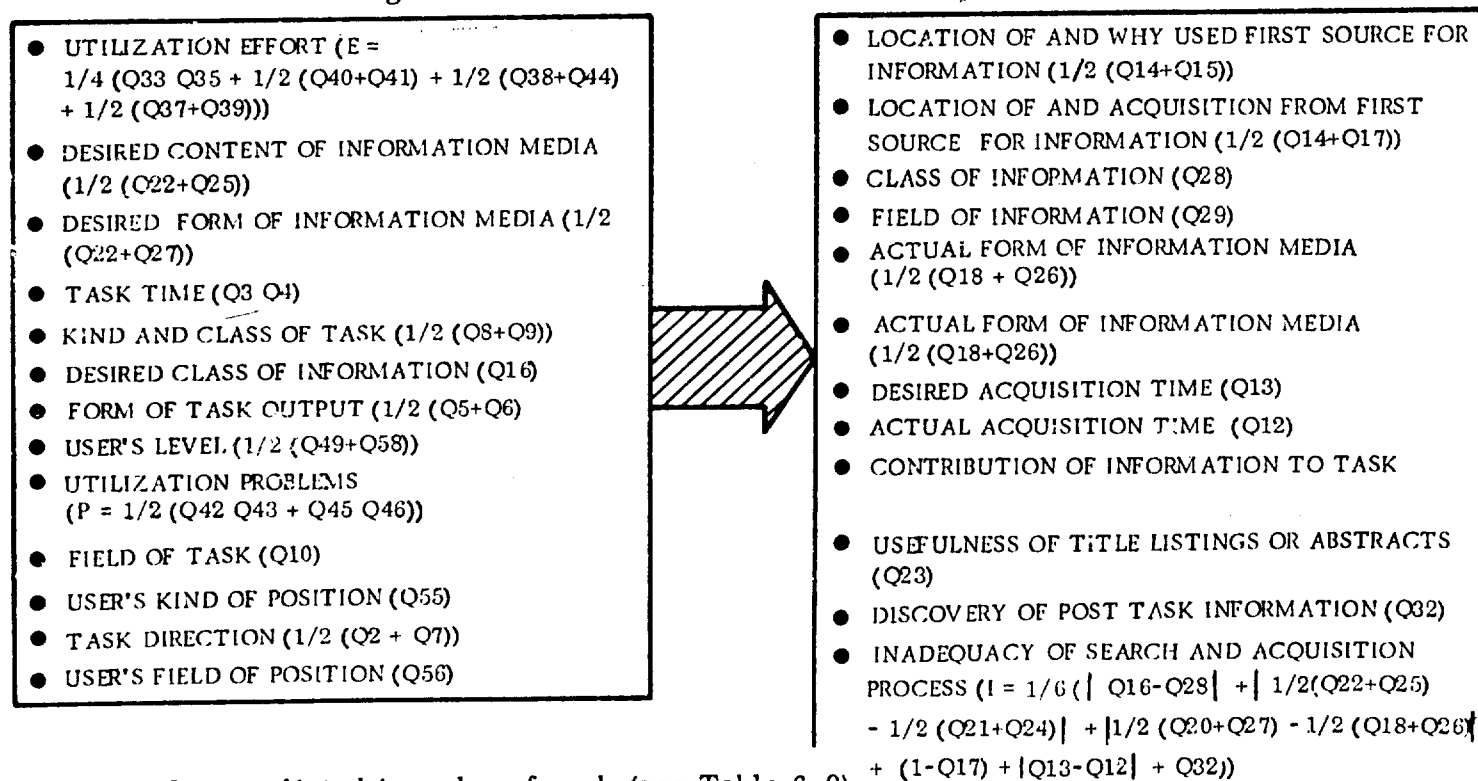 ● UTILIZATION EFFORT (E =
1/4 (Q33 Q35 + 1/2 (Q40+Q41) + 1/2 (Q38+Q44)
+ 1/2 (Q37+Q39)))
● DESIRED CONTENT OF INFORMATION MEDIA
(1/2 (Q22+Q25))
● DESIRED FORM OF INFORMATION MEDIA (1/2
(Q22+Q27))
● TASK TIME (Q3 Q4)
● KIND AND CLASS OF TASK (1/2 (Q8+Q9))
● DESIRED CLASS OF INFORMATION (Q16)
● FORM OF TASK OUTPUT (1/2 (Q5+Q6)
● USER'S LEVEL (1/2 (Q49+Q58))
● UTILIZATION PROBLEMS
(P = 1/2 (Q42 Q43 + Q45 Q46))
● FIELD OF TASK (Q10)
● USER'S KIND OF POSITION (Q55)
● TASK DIRECTION (1/2 (Q2 + Q7))
● USER'S FIELD OF POSITION (Q56)
● LOCATION OF AND WHY USED FIRST SOURCE FOR
INFORMATION (1/2 (Q14+Q15))
● LOCATION OF AND ACQUISITION FROM FIRST
SOURCE FOR INFORMATION (1/2 (Q14+Q17))
● CLASS OF INFORMATION (Q28)
● FIELD OF INFORMATION (Q29)
● ACTUAL FORM OF INFORMATION MEDIA
(1/2 (Q18 + Q26))
● ACTUAL FORM OF INFORMATION MEDIA
(1/2 (Q18+Q26))
● DESIRED ACQUISITION TIME (Q13)
● ACTUAL ACQUISITION TIME (Q12)
● CONTRIBUTION OF INFORMATION TO TASK
● USEFULNESS OF TITLE LISTINGS OR ABSTRACTS
(Q23)
● DISCOVERY OF POST TASK INFORMATION (Q32)
● INADEQUACY OF SEARCH AND ACQUISITION
PROCESS (I = 1/6 (| Q16-Q28| + | 1/2(Q22+Q25)
- 1/2 (Q21+Q24)| + |1/2 (Q20+Q27) - 1/2 (Q18+Q26)|
+ (1-Q17) + |Q13-Q12| + Q32))